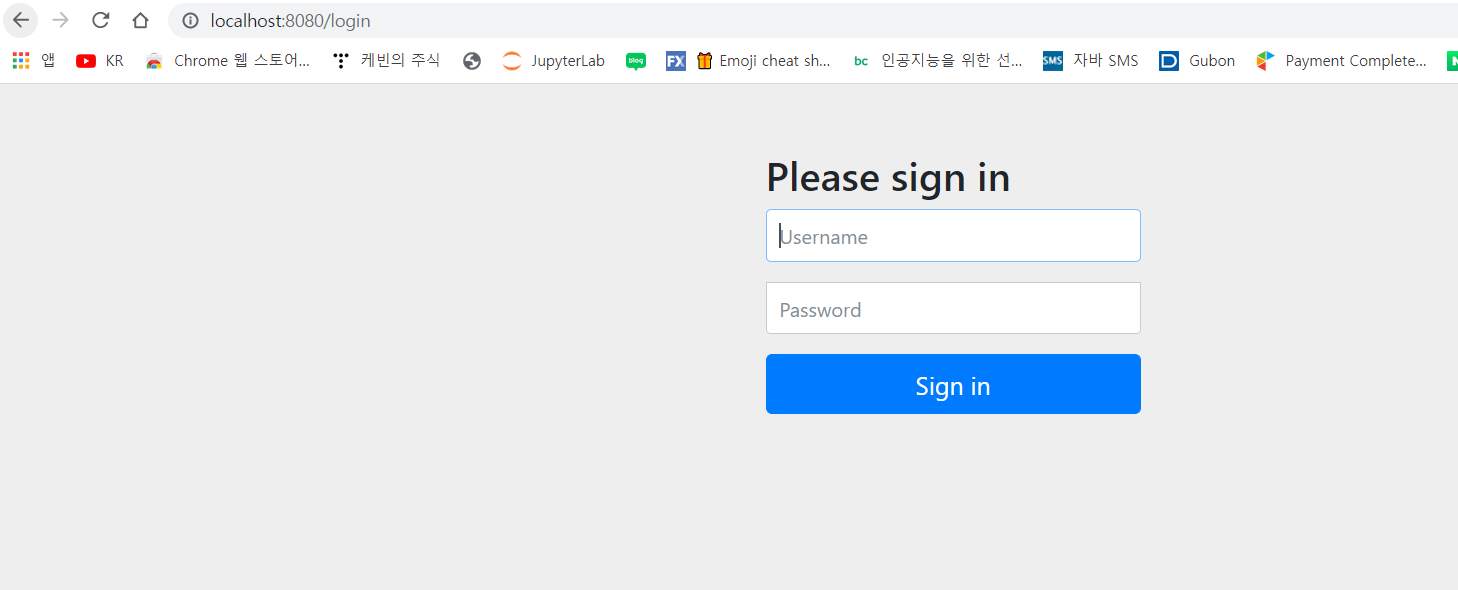 localhost:8080/login
앱 KR Chrome 웹 스토어... 케빈의 주식 JupyterLab blog FX Emoji cheat sh... bc 인공지능을 위한 선... SMS 자바 SMS Gubon Payment Complete... N
Please sign in
Username
Password
Sign in